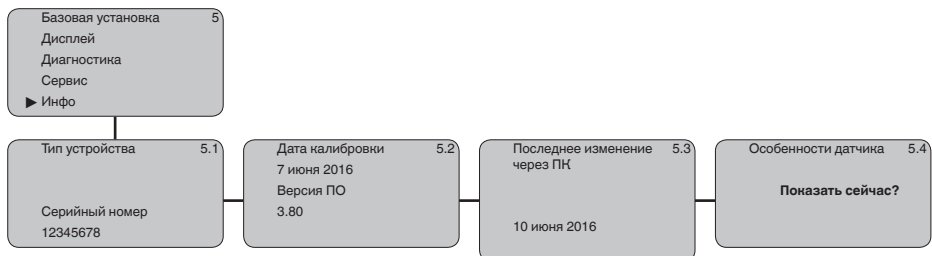 Базовая установка 5
Дисплей
Диагностика
Сервис
▶ Инфо
Тип устройства 5.1
Серийный номер
12345678
Дата калибровки 5.2
7 июня 2016
Версия ПО
3.80
Последнее изменение 5.3
через ПК
10 июня 2016
Особенности датчика 5.4
Показать сейчас?